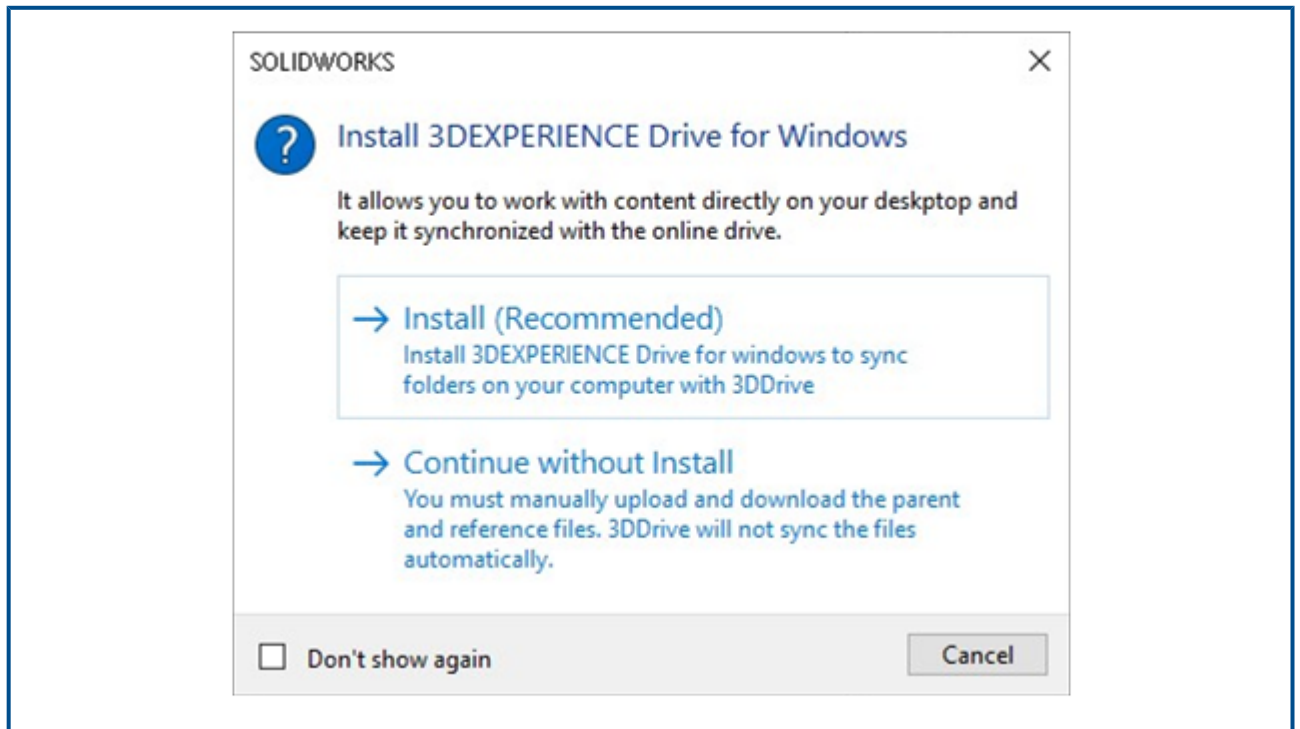 SOLIDWORKS
Install 3DEXPERIENCE Drive for Windows
It allows you to work with content directly on your deskptop and
keep it synchronized with the online drive.
Install (Recommended)
Install 3DEXPERIENCE Drive for windows to sync
folders on your computer with 3DDrive
Continue without Install
You must manually upload and download the parent
and reference files. 3DDrive will not sync the files
automatically.
Don't show again
Cancel